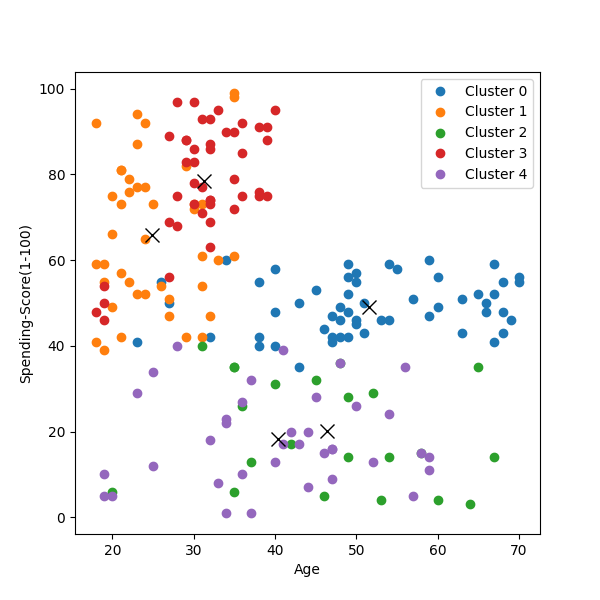 Cluster 0
Cluster 1
Cluster 2
Cluster 3
Cluster 4
100
80
60
40
20
0
Spending-Score(1-100)
20 30 40 50 60 70
Age